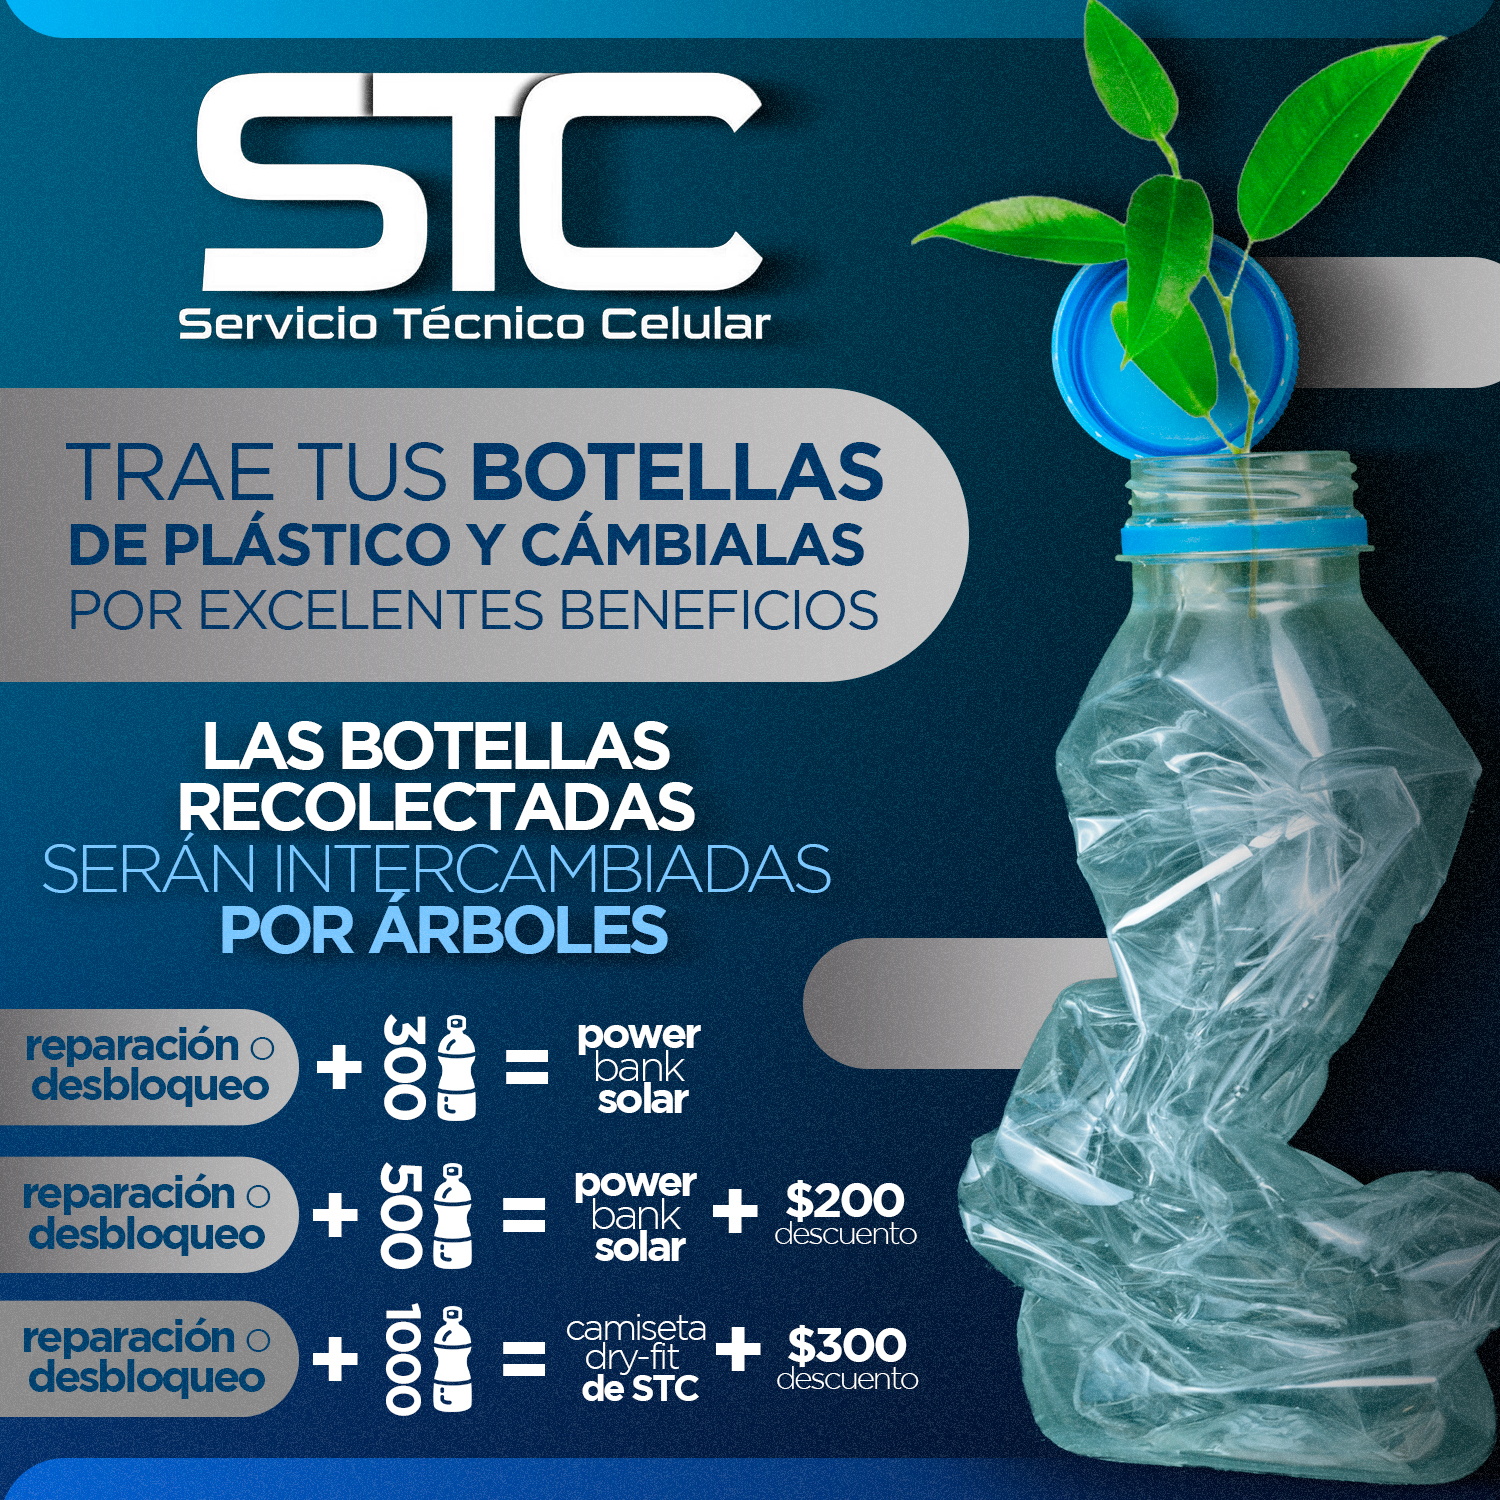 STC
Servicio Técnico Celular
TRAE TUS BOTELLAS
DE PLÁSTICO Y CÁMBIALAS
POR EXCELENTES BENEFICIOS
LAS BOTELLAS
RECOLECTADAS
SERÁN INTERCAMBIADAS
POR ÁRBOLES
reparación o
desbloqueo
+
300
=
power
bank
solar
reparación o
desbloqueo
+
500
=
power
bank
solar
+
$200
descuento
reparación o
desbloqueo
+
1000
=
camiseta
dry-fit
de STC
+
$300
descuento